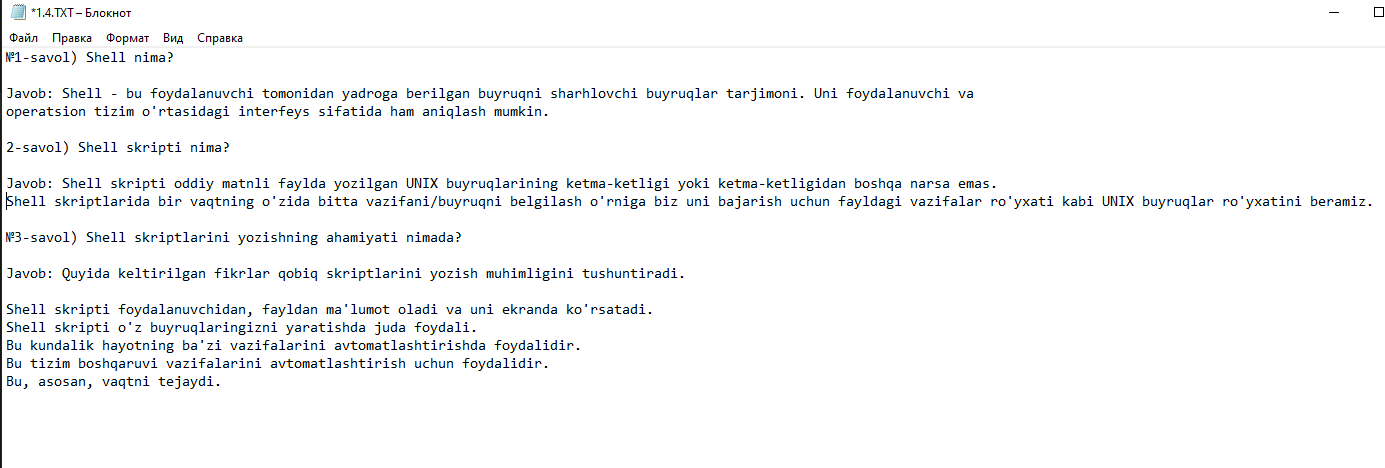 *1.4.TXT – Блокнот
Файл Правка Формат Вид Справка
№1-savol) Shell nima?
Javob: Shell - bu foydalanuvchi tomonidan yadroga berilgan buyruqni sharhlovchi buyruqlar tarjimoni. Uni foydalanuvchi va
operatsion tizim o'rtasidagi interfeys sifatida ham aniqlash mumkin.
2-savol) Shell skripti nima?
Javob: Shell skripti oddiy matnli faylda yozilgan UNIX buyruqlarining ketma-ketligi yoki ketma-ketligidan boshqa narsa emas.
Shell skriptlarida bir vaqtning o'zida bitta vazifani/buyruqni belgilash o'rniga biz uni bajarish uchun fayldagi vazifalar ro'yxati kabi UNIX buyruqlar ro'yxatini beramiz.
№3-savol) Shell skriptlarini yozishning ahamiyati nimada?
Javob: Quyida keltirilgan fikrlar qobiq skriptlarini yozish muhimligini tushuntiradi.
Shell skripti foydalanuvchidan, fayldan ma'lumot oladi va uni ekranda ko'rsatadi.
Shell skripti o'z buyruqlaringizni yaratishda juda foydali.
Bu kundalik hayotning ba'zi vazifalarini avtomatlashtirishda foydalidir.
Bu tizim boshqaruvi vazifalarini avtomatlashtirish uchun foydalidir.
Bu, asosan, vaqtni tejaydi.